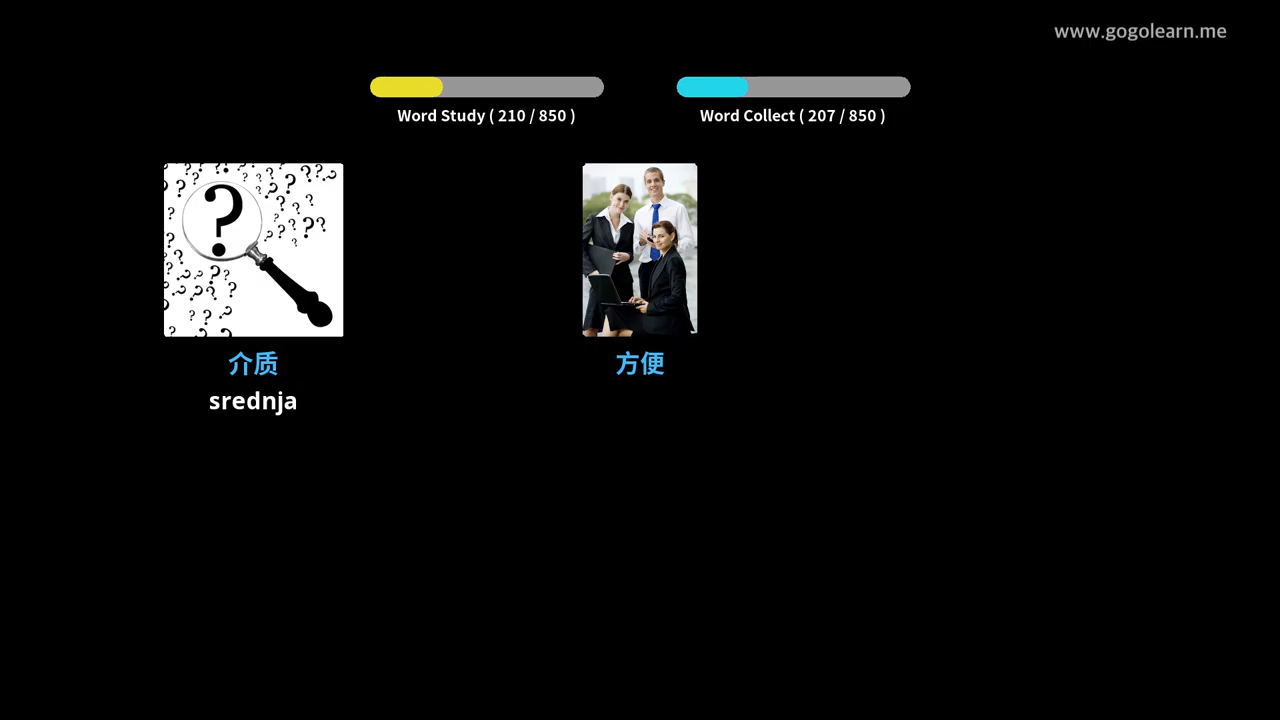 www.gogolearn.me
Word Study ( 210 / 850 )
Word Collect ( 207 / 850 )
介质
srednja
方便